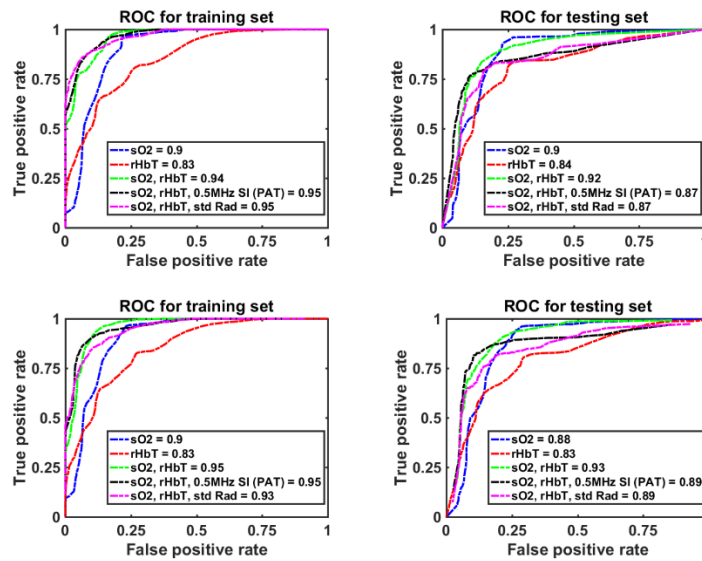 ROC for training set
True positive rate
1
0.75
0.5
0.25
0
sO2 = 0.9
rHbT = 0.83
sO2, rHbT = 0.94
sO2, rHbT, 0.5MHz SI (PAT) = 0.95
sO2, rHbT, std Rad = 0.95
0 0.25 0.5 0.75 1
False positive rate
ROC for testing set
True positive rate
1
0.75
0.5
0.25
0
sO2 = 0.9
rHbT = 0.84
sO2, rHbT = 0.92
sO2, rHbT, 0.5MHz SI (PAT) = 0.87
sO2, rHbT, std Rad = 0.87
0 0.25 0.5 0.75 1
False positive rate
ROC for training set
True positive rate
1
0.75
0.5
0.25
0
sO2 = 0.9
rHbT = 0.83
sO2, rHbT = 0.95
sO2, rHbT, 0.5MHz SI (PAT) = 0.95
sO2, rHbT, std Rad = 0.93
0 0.25 0.5 0.75 1
False positive rate
ROC for testing set
True positive rate
1
0.75
0.5
0.25
0
sO2 = 0.88
rHbT = 0.83
sO2, rHbT = 0.93
sO2, rHbT, 0.5MHz SI (PAT) = 0.89
sO2, rHbT, std Rad = 0.89
0 0.25 0.5 0.75
False positive rate